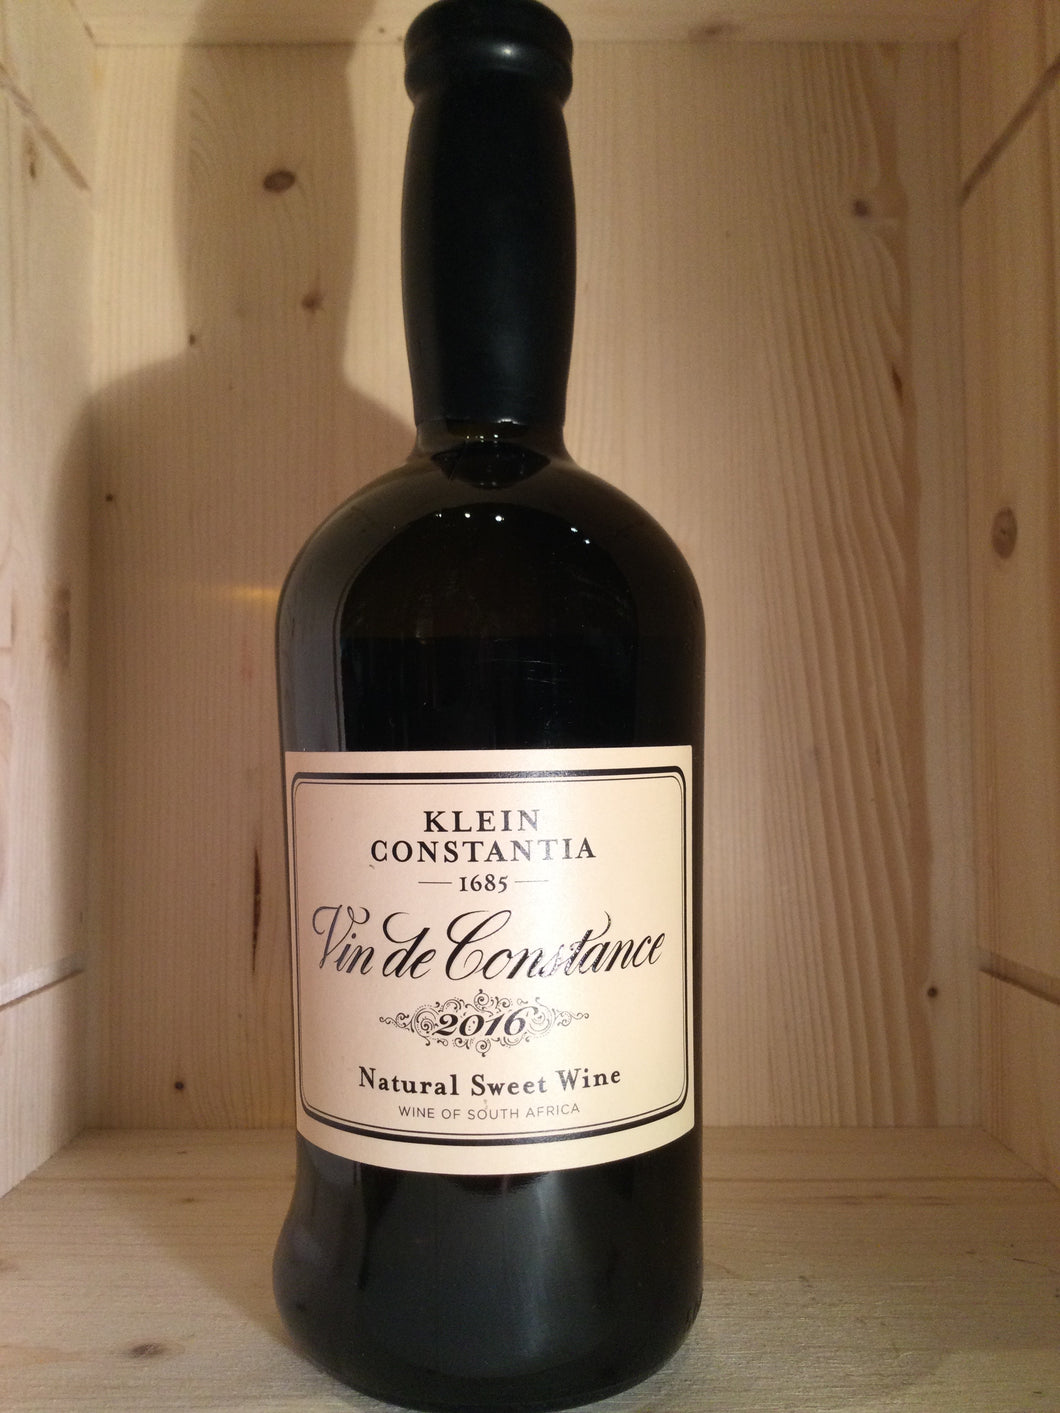 KLEIN
CONSTANTIA
1685
Vin de Constance
2016
Natural Sweet Wine
WINE OF SOUTH AFRICA